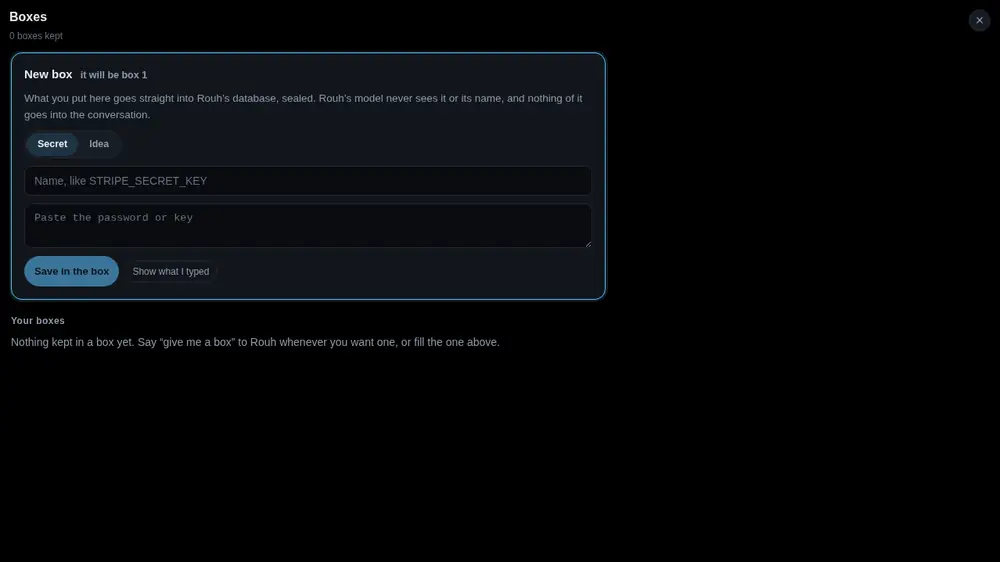 Boxes
0 boxes kept
New box it will be box 1
What you put here goes straight into Rouh's database, sealed. Rouh's model never sees it or its name, and nothing of it
goes into the conversation.
Secret Idea
Name, like STRIPE_SECRET_KEY
Paste the password or key
Save in the box Show what I typed
Your boxes
Nothing kept in a box yet. Say “give me a box” to Rouh whenever you want one, or fill the one above.